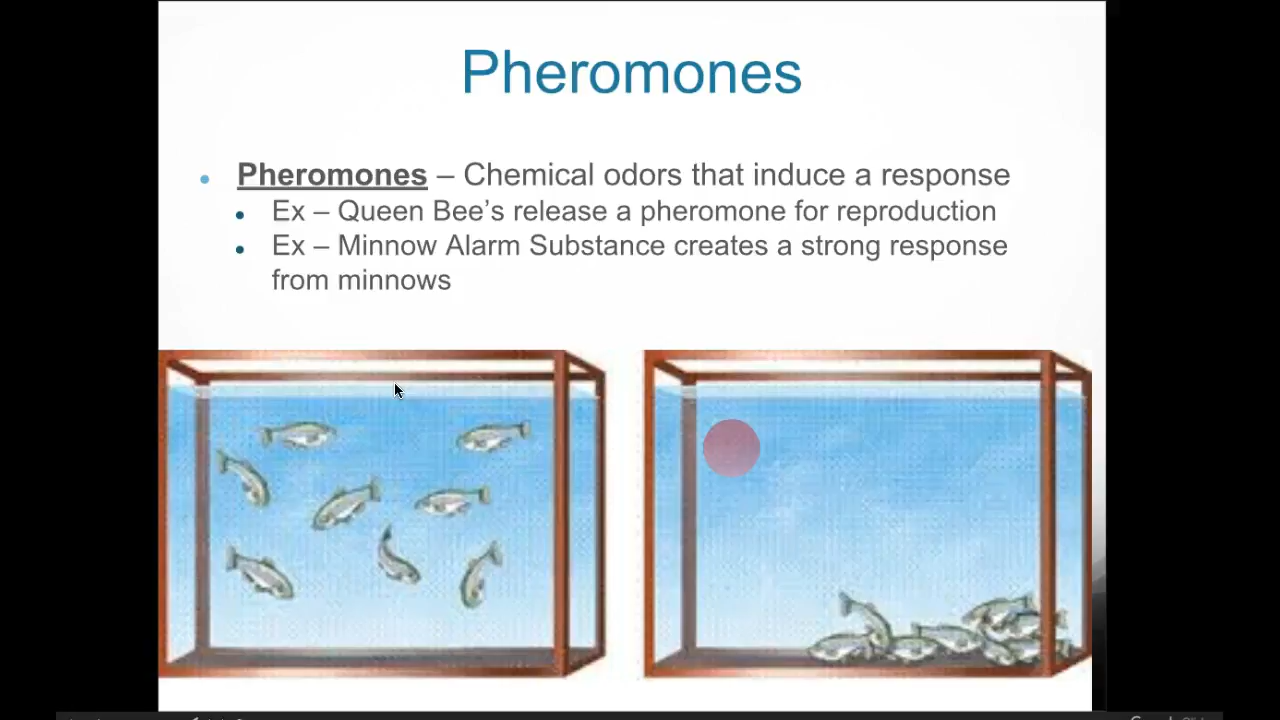 Pheromones
Pheromones – Chemical odors that induce a response
Ex – Queen Bee’s release a pheromone for reproduction
Ex – Minnow Alarm Substance creates a strong response
from minnows